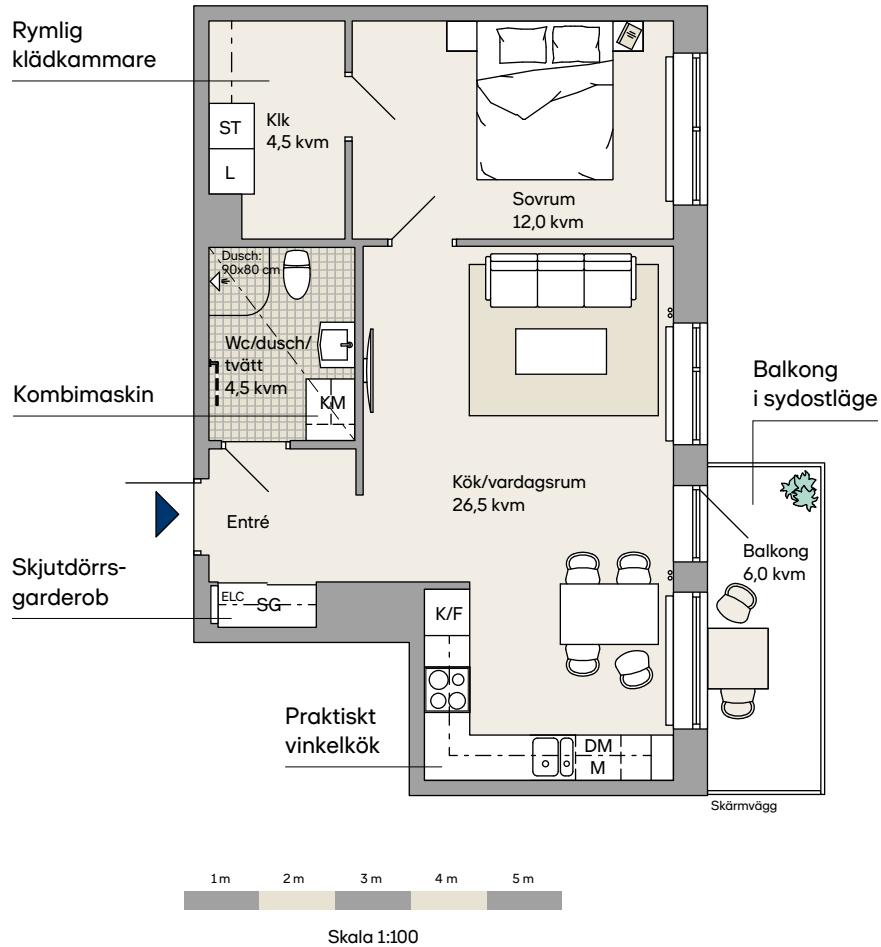 Rymlig
klädkammare
ST
L
Klk
4,5 kvm
Sovrum
12,0 kvm
Dusch:
90x80 cm
Wc/dusch/
tvätt
4,5 kvm
Kombimaskin
KM
Balkong
i sydostläge
Kök/vardagsrum
26,5 kvm
Entré
Balkong
6,0 kvm
Skjutdörrs-
garderob
ELC
SG
K/F
Praktiskt
vinkelkök
DM
M
Skärmvägg
1 m 2 m 3 m 4 m 5 m
Skala 1:100